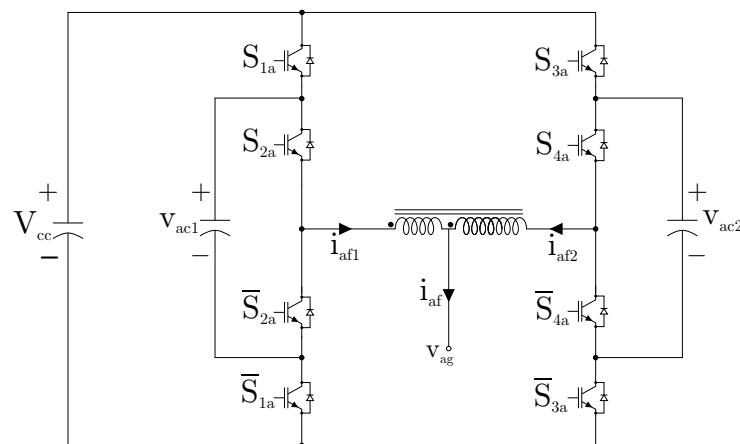 S1a
S3a
+
+
+
S2a
S4a
Vcc
vac1
vac2
iaf1
iaf2
−
−
−
iaf
S̅2a
S̅4a
vag
S̅1a
S̅3a